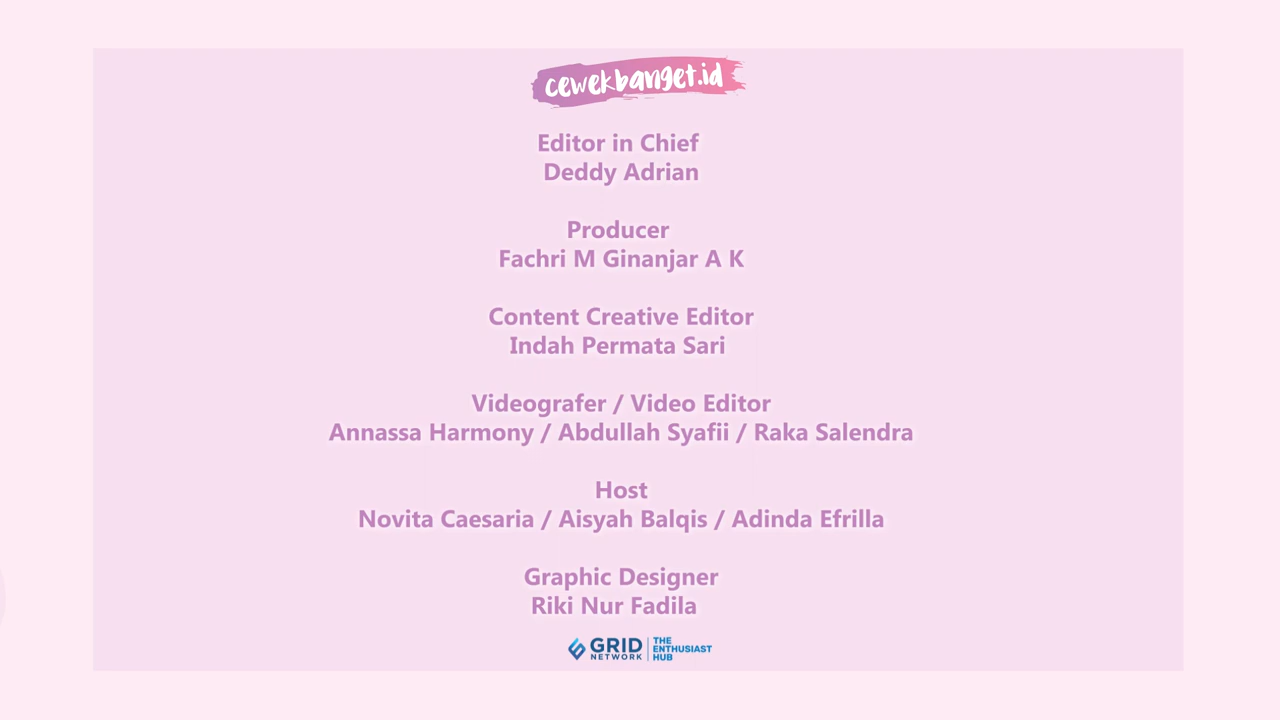 cewekbanget.id
Editor in Chief
Deddy Adrian
Producer
Fachri M Ginanjar A K
Content Creative Editor
Indah Permata Sari
Videografer / Video Editor
Annassa Harmony / Abdullah Syafii / Raka Salendra
Host
Novita Caesaria / Aisyah Balqis / Adinda Efrilla
Graphic Designer
Riki Nur Fadila
GRID
NETWORK
THE
ENTHUSIAST
HUB